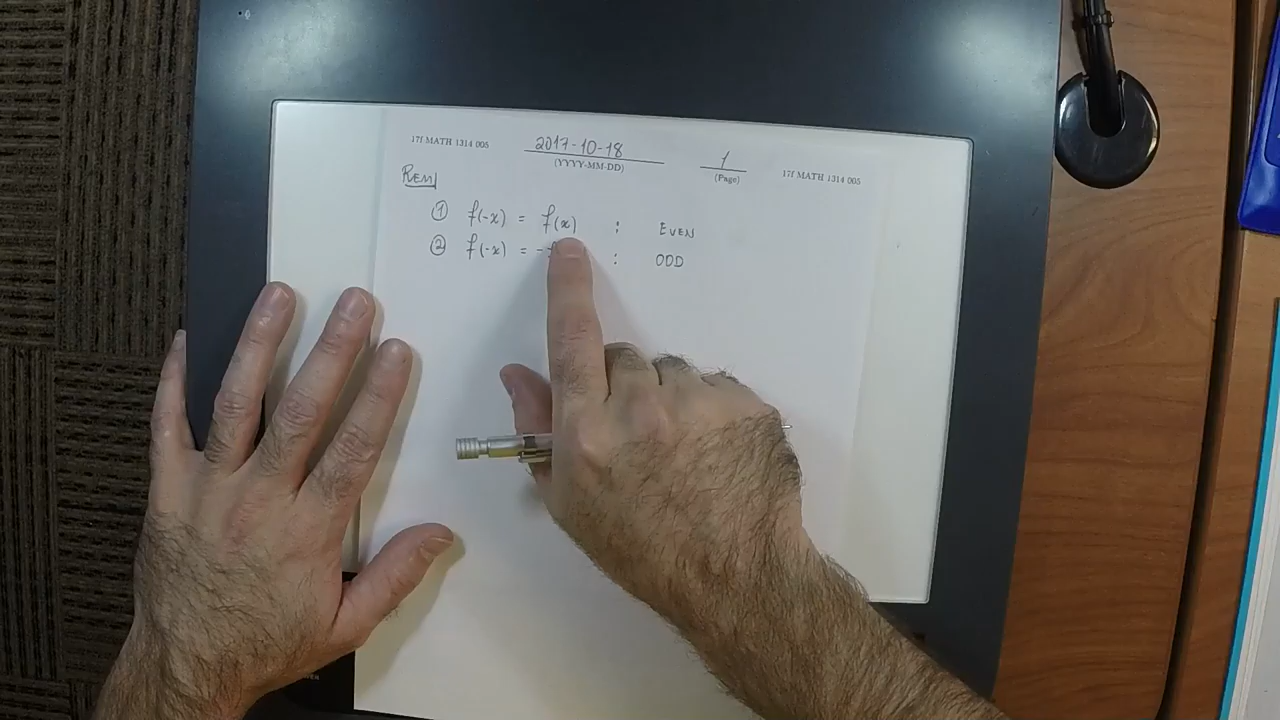 17f MATH 1314 005 2017-10-18 1 17f MATH 1314 005
(YYYY-MM-DD) (Page)
REM
① f(-x) = f(x) : EVEN
② f(-x) = - : ODD